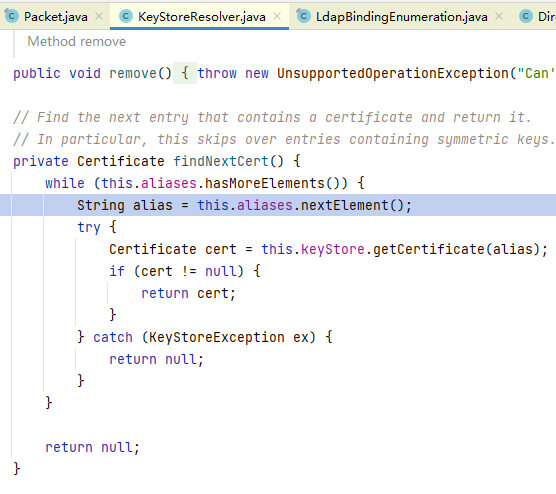 Packet.java × KeyStoreResolver.java × LdapBindingEnumeration.java × Dir
Method remove
public void remove() { throw new UnsupportedOperationException("Can'
// Find the next entry that contains a certificate and return it.
// In particular, this skips over entries containing symmetric keys.
private Certificate findNextCert() {
while (this.aliases.hasMoreElements()) {
String alias = this.aliases.nextElement();
try {
Certificate cert = this.keyStore.getCertificate(alias);
if (cert != null) {
return cert;
}
} catch (KeyStoreException ex) {
return null;
}
}
return null;
}